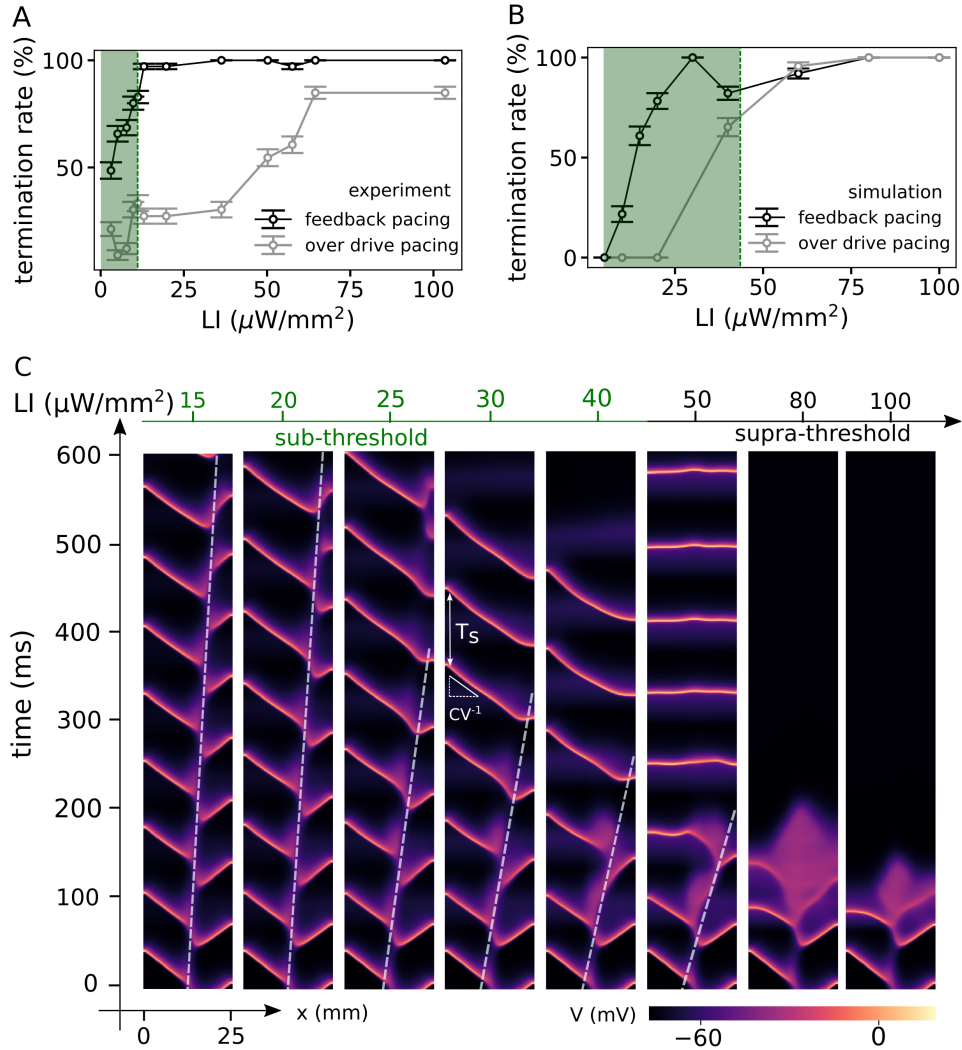 A
termination rate (%)
100
50
experiment
feedback pacing
over drive pacing
0 25 50 75 100
LI (μW/mm²)
B
termination rate (%)
100
50
0
simulation
feedback pacing
over drive pacing
25 50 75 100
LI (μW/mm²)
C
LI (μW/mm²) 15 20 25 30 40 50 80 100
sub-threshold supra-threshold
time (ms)
600
500
400
300
200
100
0
Ts
CV⁻¹
x (mm)
0 25
V (mV)
−60 0